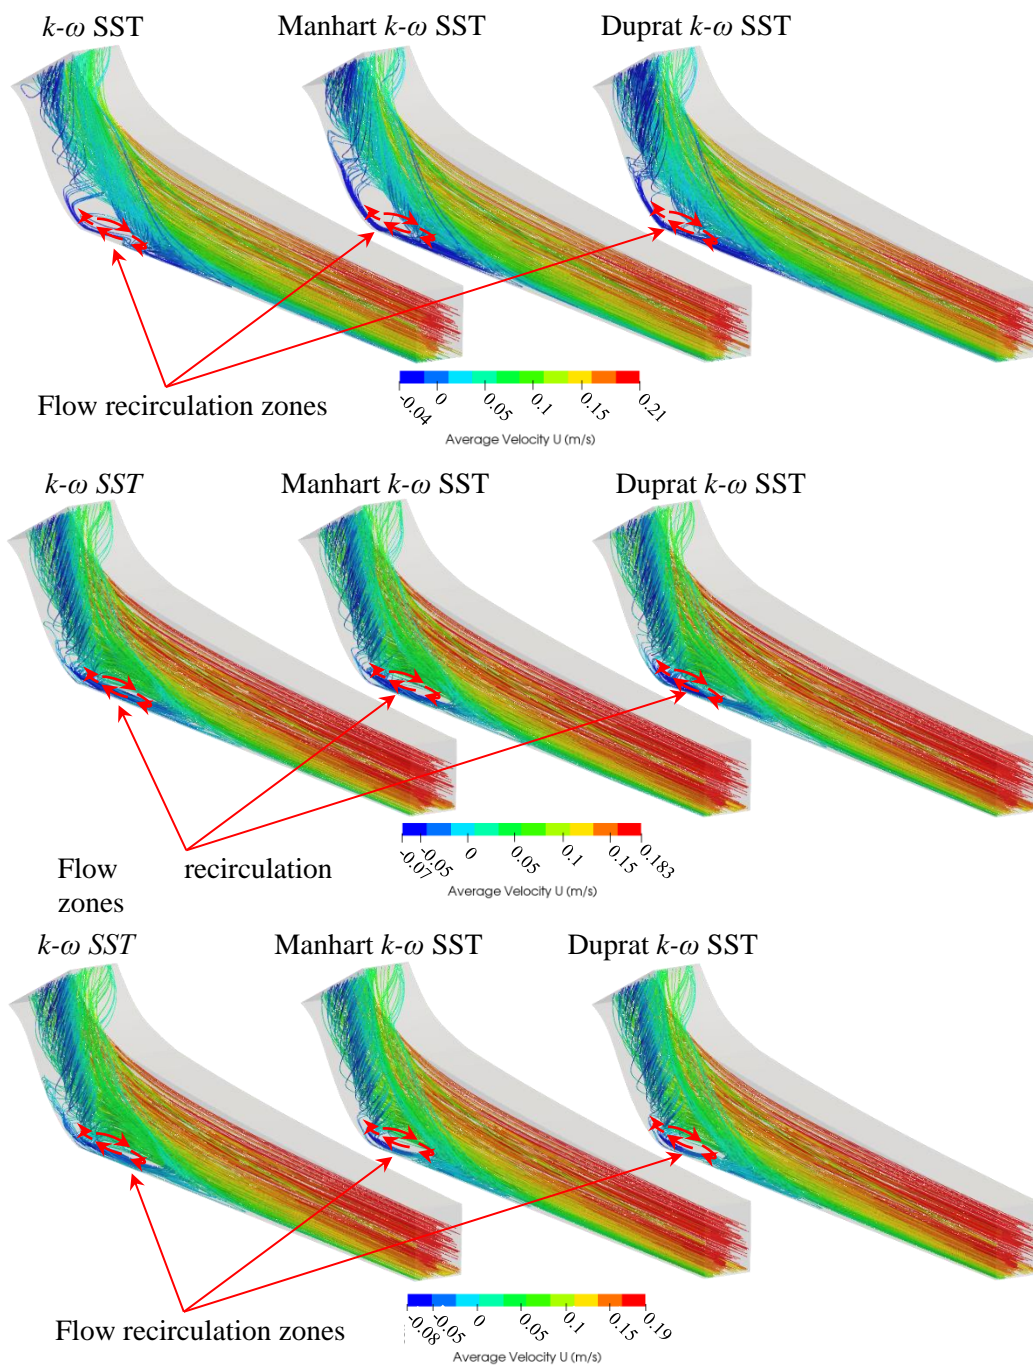 k-ω SST Manhart k-ω SST Duprat k-ω SST
Flow recirculation zones
-0.04 0 0.05 0.1 0.15 0.21
Average Velocity U (m/s)
k-ω SST Manhart k-ω SST Duprat k-ω SST
-0.07 -0.05 0 0.05 0.1 0.15 0.183
Flow recirculation
zones
Average Velocity U (m/s)
k-ω SST Manhart k-ω SST Duprat k-ω SST
-0.08 -0.05 0 0.05 0.1 0.15 0.19
Flow recirculation zones
Average Velocity U (m/s)